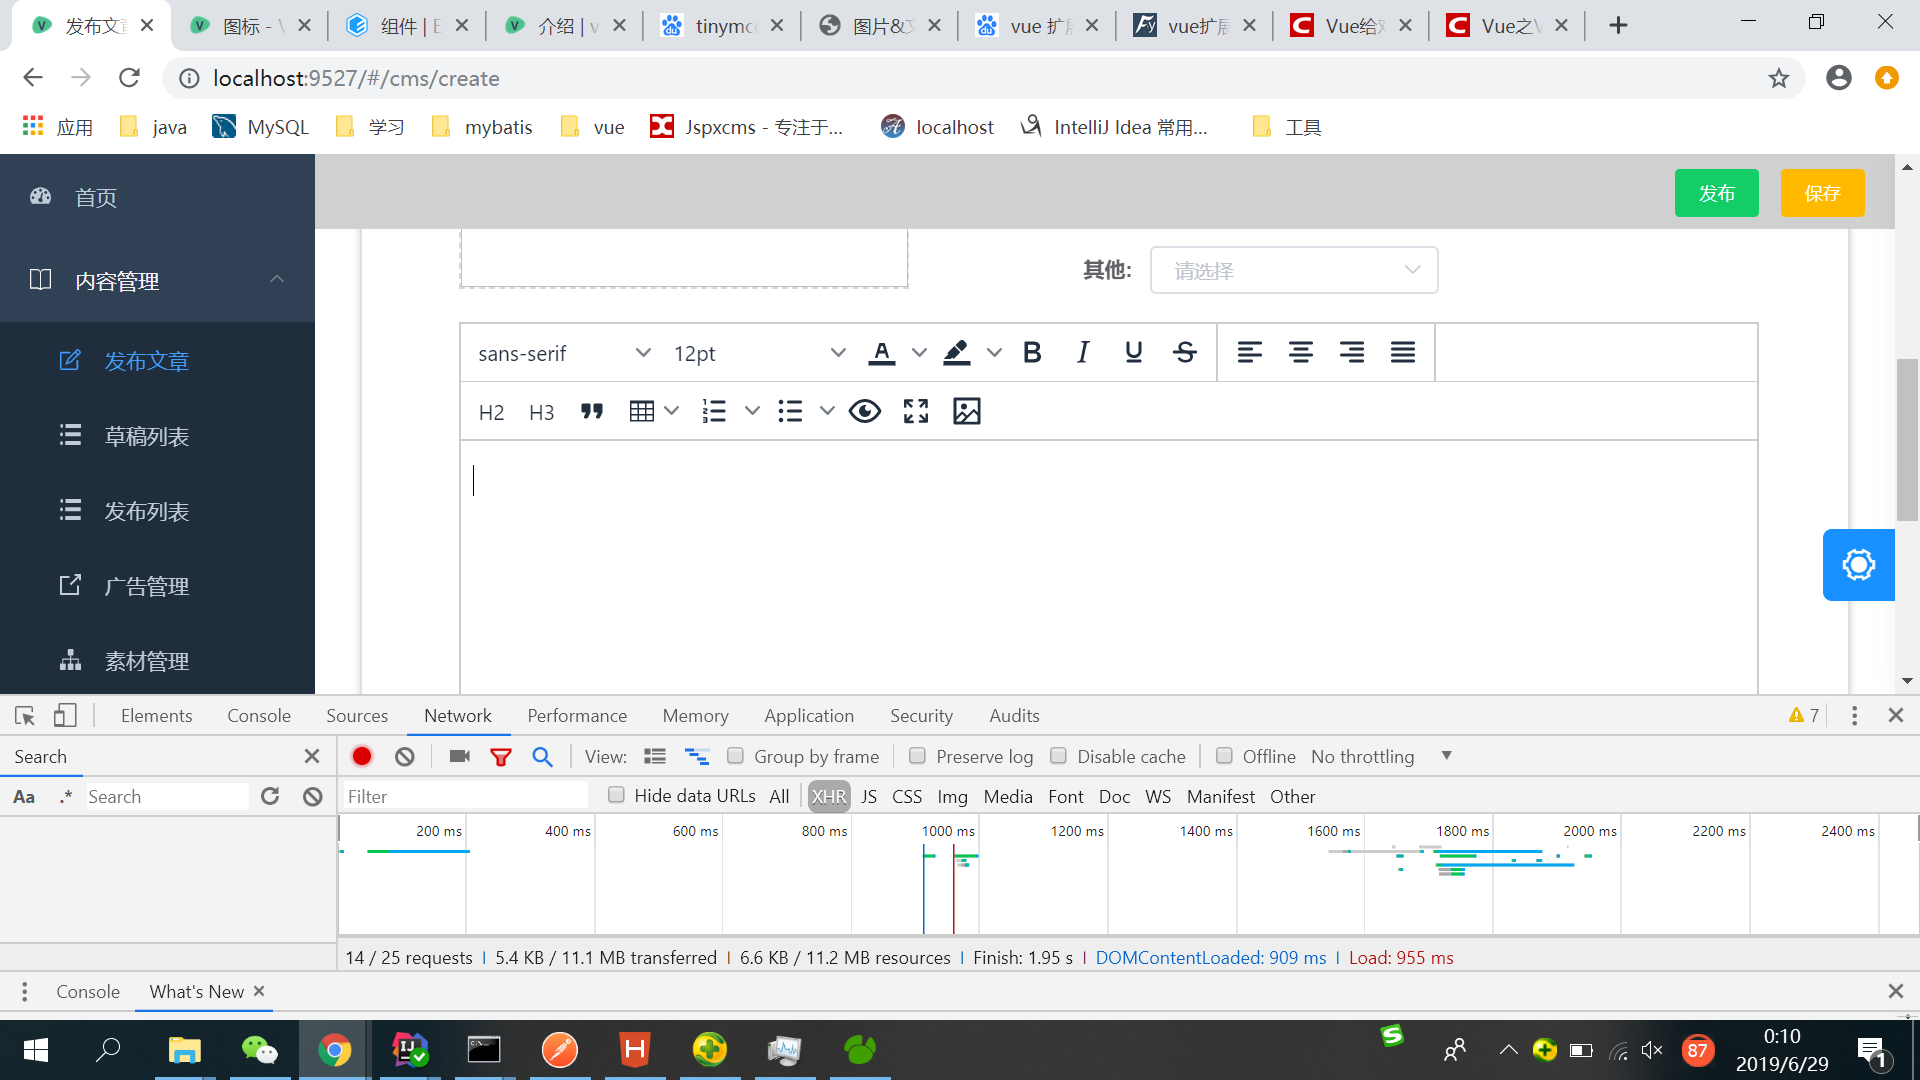 发布文章
图标 - V
组件 | E
介绍 | v
tinymce
图片&文
vue 扩展
vue扩展
Vue给对
Vue之V
localhost:9527/#/cms/create
应用
java
MySQL
学习
mybatis
vue
Jspxcms - 专注于...
localhost
IntelliJ Idea 常用...
工具
首页
发布
保存
内容管理
其他:
请选择
发布文章
草稿列表
发布列表
广告管理
素材管理
sans-serif 12pt A B I U S
H2 H3
Elements Console Sources Network Performance Memory Application Security Audits 7
Search
View: Group by frame Preserve log Disable cache Offline No throttling
Aa .* Search
Filter Hide data URLs All XHR JS CSS Img Media Font Doc WS Manifest Other
200 ms 400 ms 600 ms 800 ms 1000 ms 1200 ms 1400 ms 1600 ms 1800 ms 2000 ms 2200 ms 2400 ms
14 / 25 requests | 5.4 KB / 11.1 MB transferred | 6.6 KB / 11.2 MB resources | Finish: 1.95 s | DOMContentLoaded: 909 ms | Load: 955 ms
Console What's New
87
0:10
2019/6/29
1